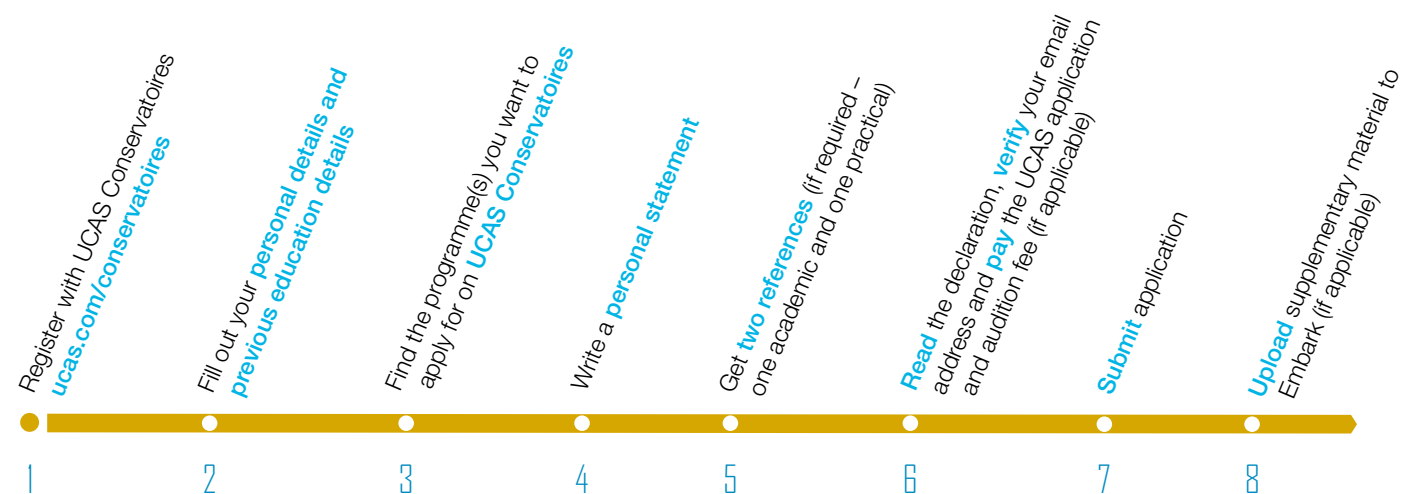 Register with UCAS Conservatoires
ucas.com/conservatoires
Fill out your personal details and
previous education details
Find the programme(s) you want to
apply for on UCAS Conservatoires
Write a personal statement
Get two references (if required –
one academic and one practical)
Read the declaration, verify your email
address and pay the UCAS application
and audition fee (if applicable)
Submit application
Upload supplementary material to
Embark (if applicable)
1 2 3 4 5 6 7 8